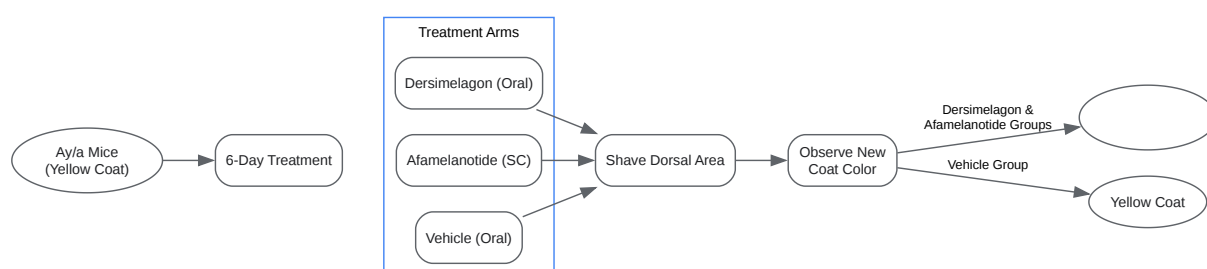 Treatment Arms
Dersimelagon (Oral)
Ay/a Mice
(Yellow Coat)
6-Day Treatment
Afamelanotide (SC)
Vehicle (Oral)
Shave Dorsal Area
Observe New
Coat Color
Dersimelagon &
Afamelanotide Groups
Vehicle Group
Yellow Coat